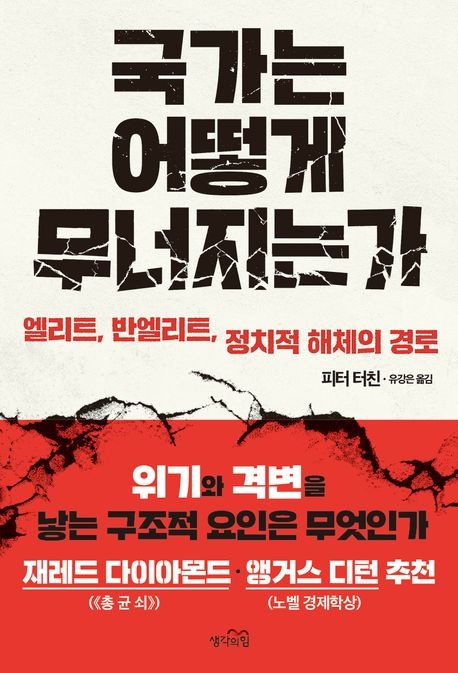 국가는
어떻게
무너지는가
엘리트, 반엘리트, 정치적 해체의 경로
피터 터친 · 유강은 옮김
위기와 격변을
낳는 구조적 요인은 무엇인가
재레드 다이아몬드 · 앵거스 디턴 추천
(《총 균 쇠》) (노벨 경제학상)
생각의힘